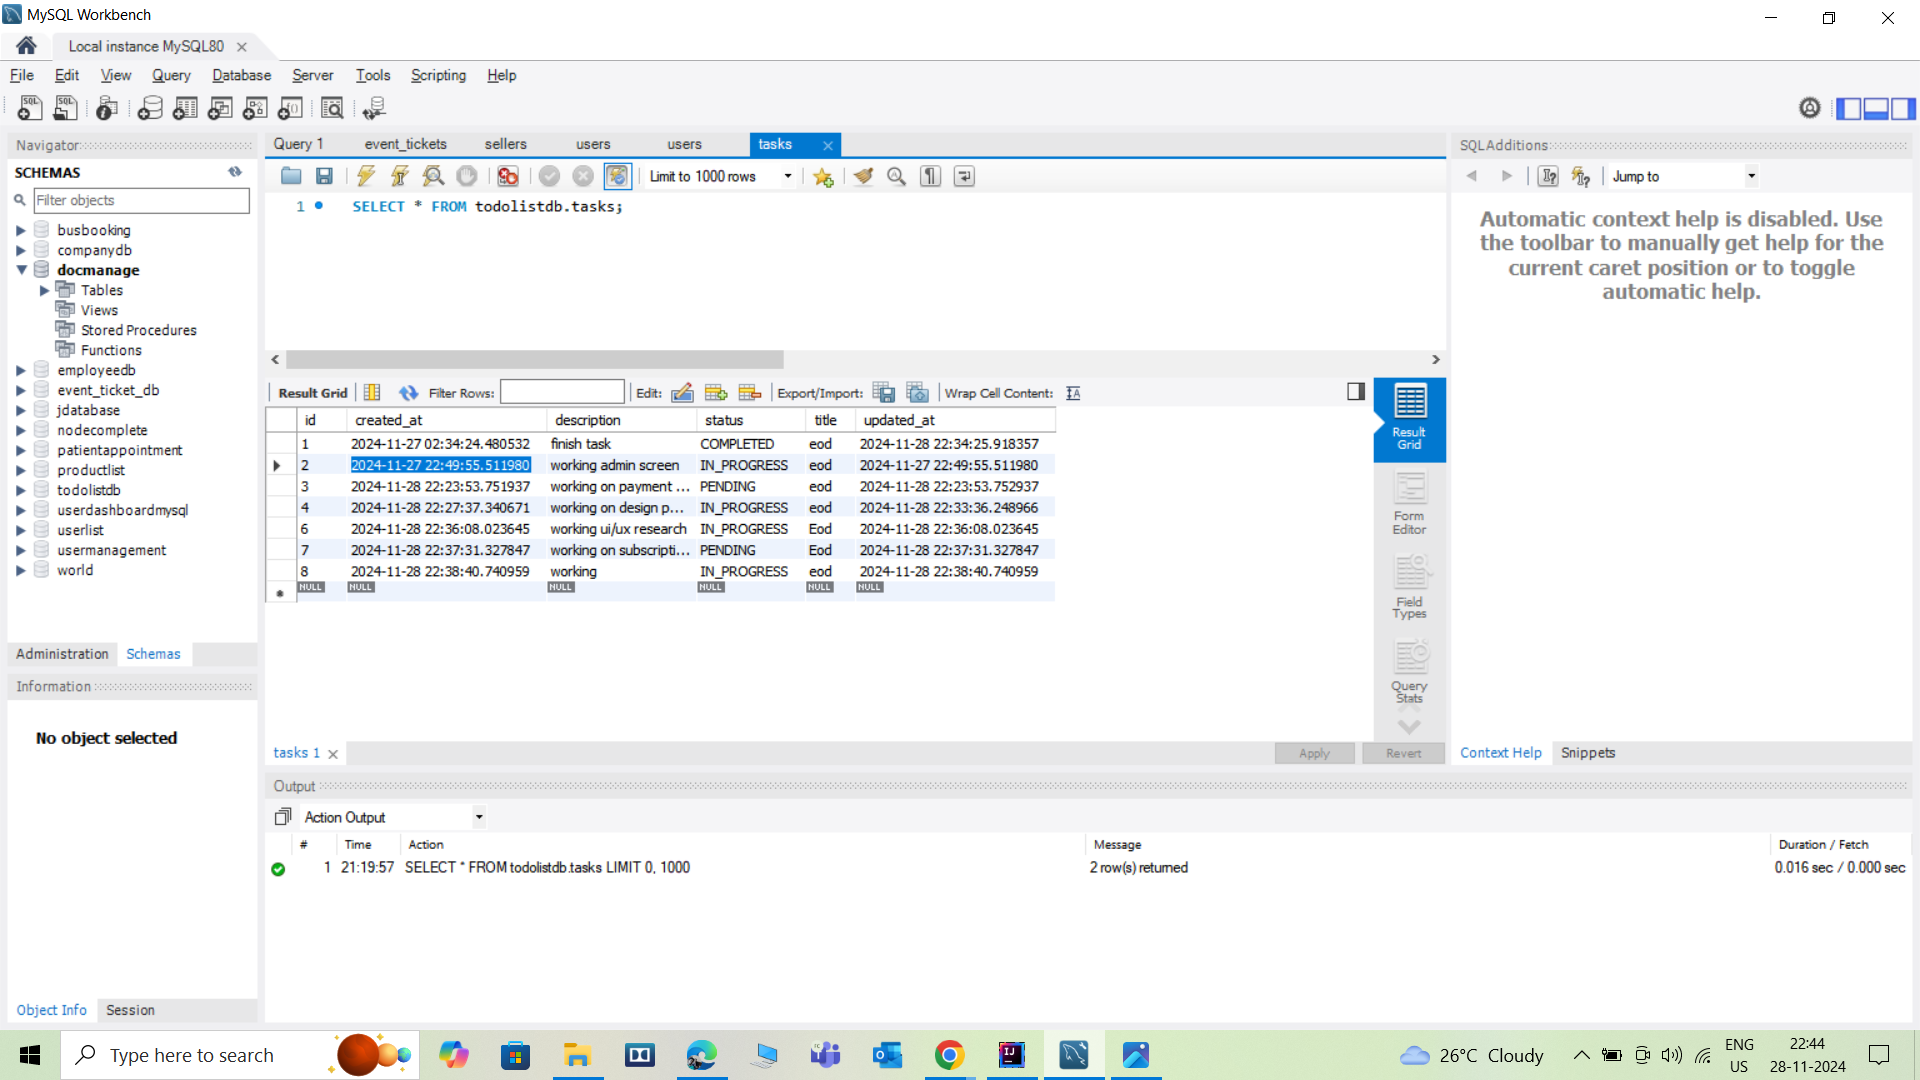 MySQL Workbench
Local instance MySQL80
File Edit View Query Database Server Tools Scripting Help
Navigator
SCHEMAS
Filter objects
busbooking
companydb
docmanage
Tables
Views
Stored Procedures
Functions
employeedb
event_ticket_db
jdatabase
nodecomplete
patientappointment
productlist
todolistdb
userdashboardmysql
userlist
usermanagement
world
Administration Schemas
Information
No object selected
Object Info Session
Query 1 event_tickets sellers users users tasks
Limit to 1000 rows
1 SELECT * FROM todolistdb.tasks;
Result Grid Filter Rows: Edit: Export/Import: Wrap Cell Content:
id created_at description status title updated_at
1 2024-11-27 02:34:24.480532 finish task COMPLETED eod 2024-11-28 22:34:25.918357
2 2024-11-27 22:49:55.511980 working admin screen IN_PROGRESS eod 2024-11-27 22:49:55.511980
3 2024-11-28 22:23:53.751937 working on payment ... PENDING eod 2024-11-28 22:23:53.752937
4 2024-11-28 22:27:37.340671 working on design p... IN_PROGRESS eod 2024-11-28 22:33:36.248966
6 2024-11-28 22:36:08.023645 working ui/ux research IN_PROGRESS Eod 2024-11-28 22:36:08.023645
7 2024-11-28 22:37:31.327847 working on subscripti... PENDING Eod 2024-11-28 22:37:31.327847
8 2024-11-28 22:38:40.740959 working IN_PROGRESS eod 2024-11-28 22:38:40.740959
NULL NULL NULL NULL NULL NULL
Result
Grid
Form
Editor
Field
Types
Query
Stats
tasks 1
Apply Revert
SQLAdditions
Jump to
Automatic context help is disabled. Use
the toolbar to manually get help for the
current caret position or to toggle
automatic help.
Context Help Snippets
Output
Action Output
# Time Action Message Duration / Fetch
1 21:19:57 SELECT * FROM todolistdb.tasks LIMIT 0, 1000 2 row(s) returned 0.016 sec / 0.000 sec
Type here to search
26°C Cloudy
ENG
US
22:44
28-11-2024